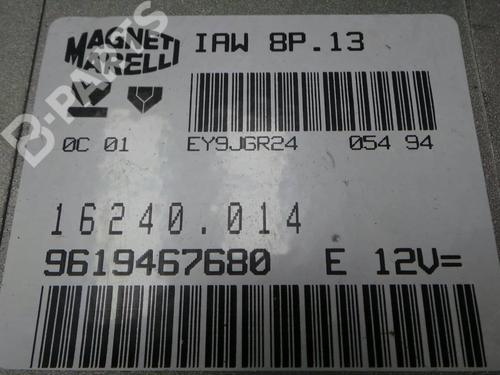 MAGNETI
MARELLI
IAW 8P.13
0C 01
EY9JGR24
054 94
16240.014
9619467680 E 12V=
B-PARTS